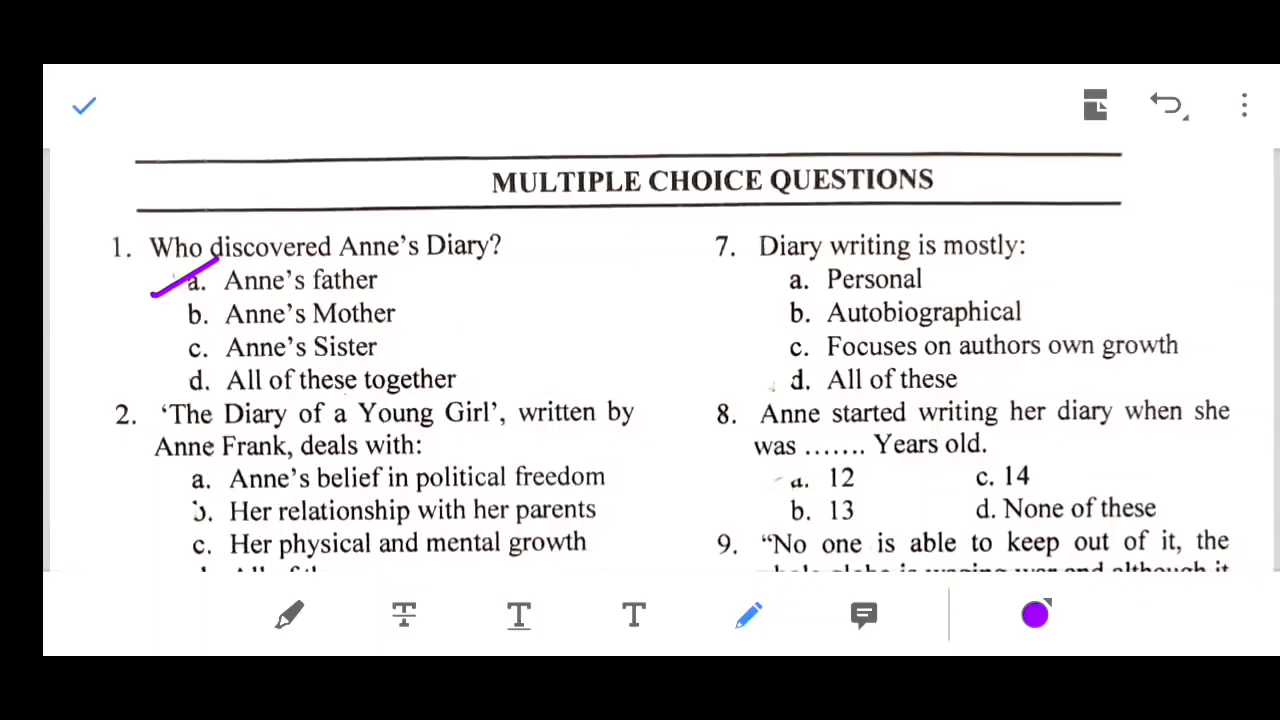 MULTIPLE CHOICE QUESTIONS
1. Who discovered Anne's Diary?
a. Anne's father
b. Anne's Mother
c. Anne's Sister
d. All of these together
2. ‘The Diary of a Young Girl’, written by
Anne Frank, deals with:
a. Anne's belief in political freedom
b. Her relationship with her parents
c. Her physical and mental growth
7. Diary writing is mostly:
a. Personal
b. Autobiographical
c. Focuses on authors own growth
d. All of these
8. Anne started writing her diary when she
was ....... Years old.
a. 12 c. 14
b. 13 d. None of these
9. “No one is able to keep out of it, the